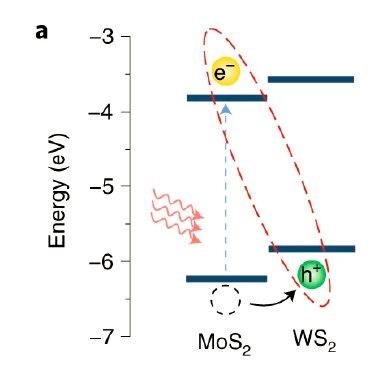 a
Energy (eV)
−3
−4
−5
−6
−7
e⁻
h⁺
MoS₂
WS₂